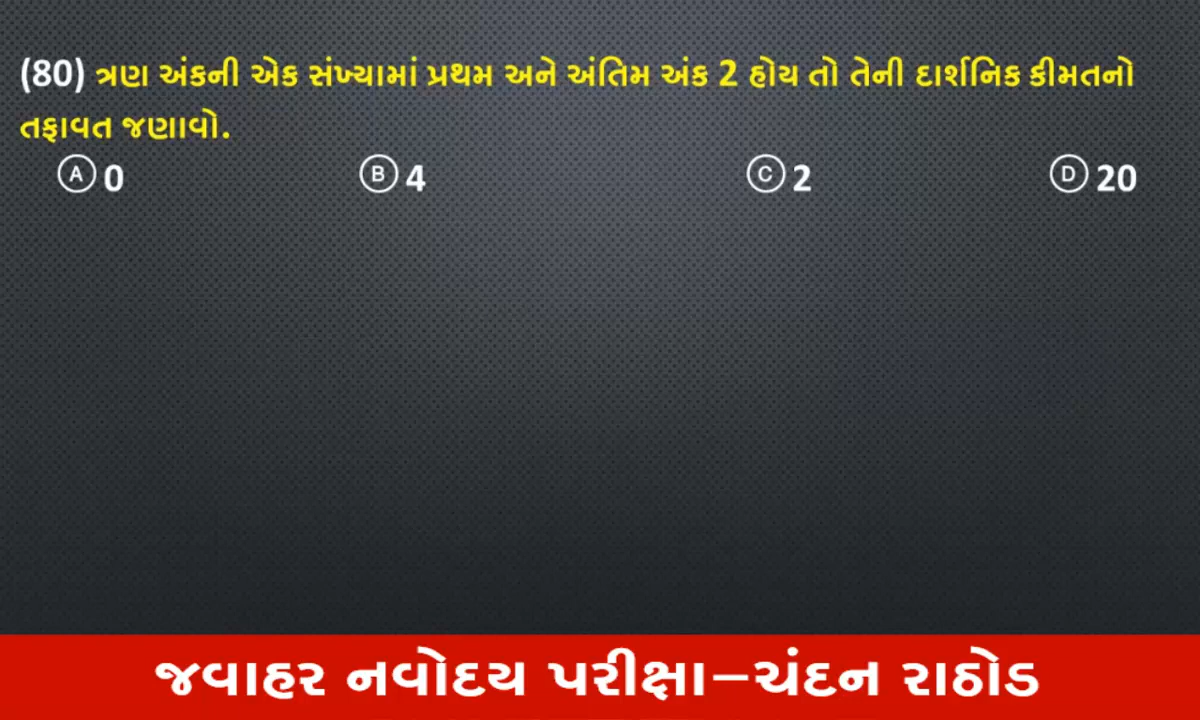 (80) ત્રણ અંકની એક સંખ્યામાં પ્રથમ અને અંતિમ અંક 2 હોય તો તેની દાર્શનિક કીમતનો
તફાવત જણાવો.
Ⓐ 0 Ⓑ 4 Ⓒ 2 Ⓓ 20
જવાહર નવોદય પરીક્ષા–ચંદન રાઠોડ